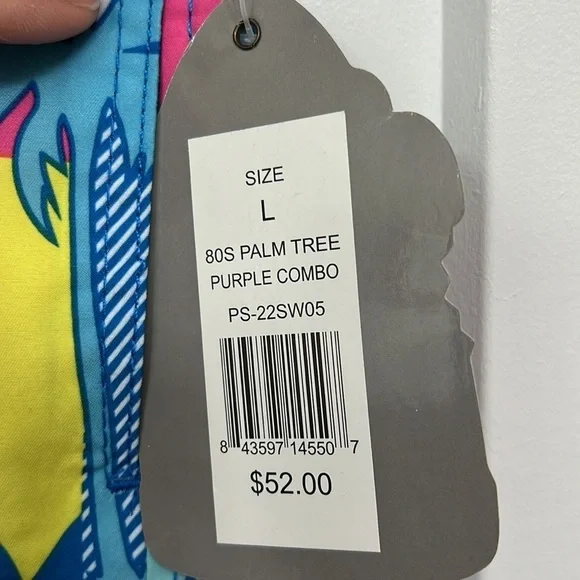 SIZE
L
80S PALM TREE
PURPLE COMBO
PS-22SW05
8 43597 14550 7
$52.00